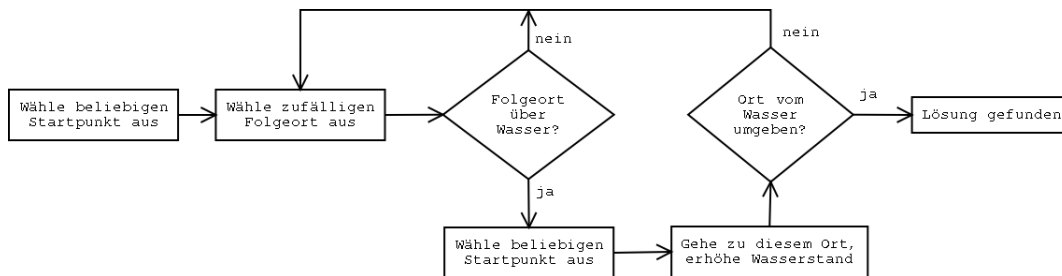 Wähle beliebigen
Startpunkt aus
Wähle zufälligen
Folgeort aus
Folgeort
über
Wasser?
nein
ja
Wähle beliebigen
Startpunkt aus
Gehe zu diesem Ort,
erhöhe Wasserstand
Ort vom
Wasser
umgeben?
nein
ja
Lösung gefunden